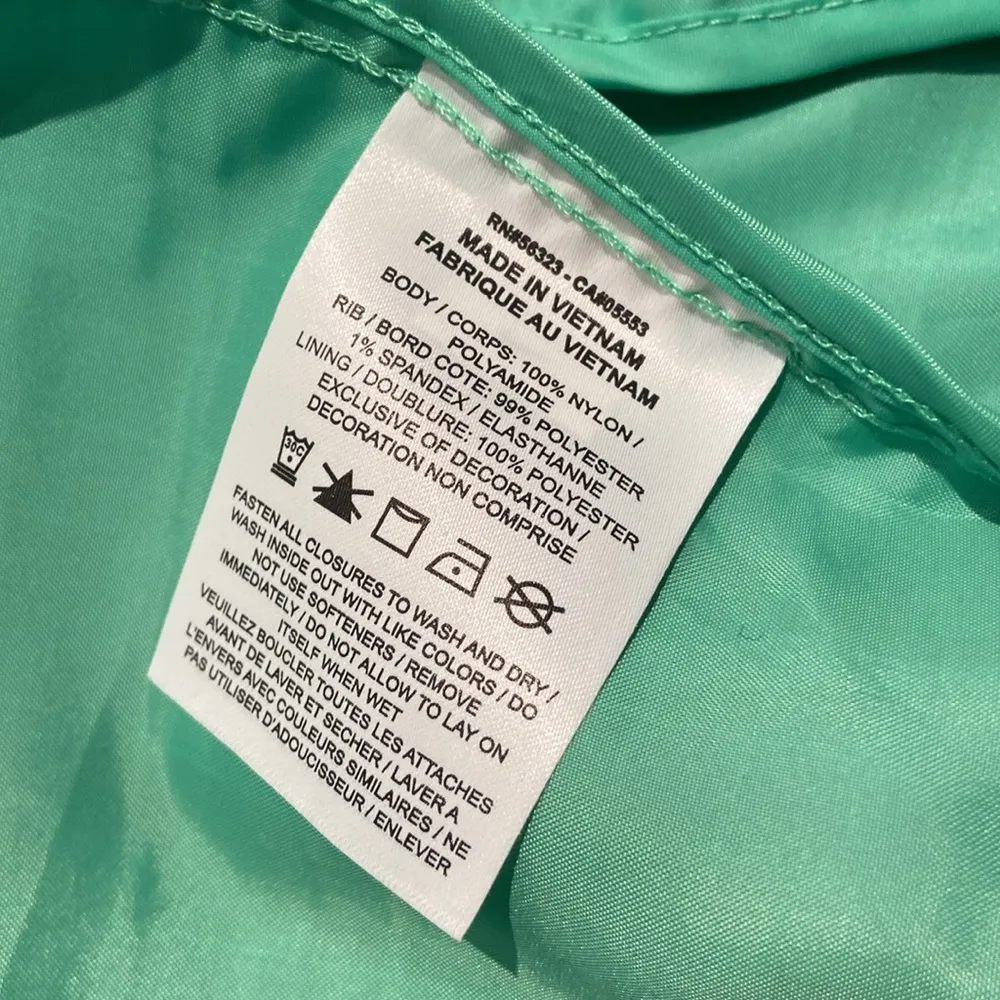 RN#56323 - CA#05553
MADE IN VIETNAM
FABRIQUE AU VIETNAM
BODY / CORPS: 100% NYLON /
POLYAMIDE
RIB / BORD COTE: 99% POLYESTER
1% SPANDEX / ELASTHANNE
LINING / DOUBLURE: 100% POLYESTER
EXCLUSIVE OF DECORATION /
DECORATION NON COMPRISE
30C
FASTEN ALL CLOSURES TO WASH AND DRY /
WASH INSIDE OUT WITH LIKE COLORS / DO
NOT USE SOFTENERS / REMOVE
IMMEDIATELY / DO NOT ALLOW TO LAY ON
ITSELF WHEN WET
VEUILLEZ BOUCLER TOUTES LES ATTACHES
AVANT DE LAVER ET SECHER / LAVER A
L'ENVERS AVEC COULEURS SIMILAIRES / NE
PAS UTILISER D'ADOUCISSEUR / ENLEVER